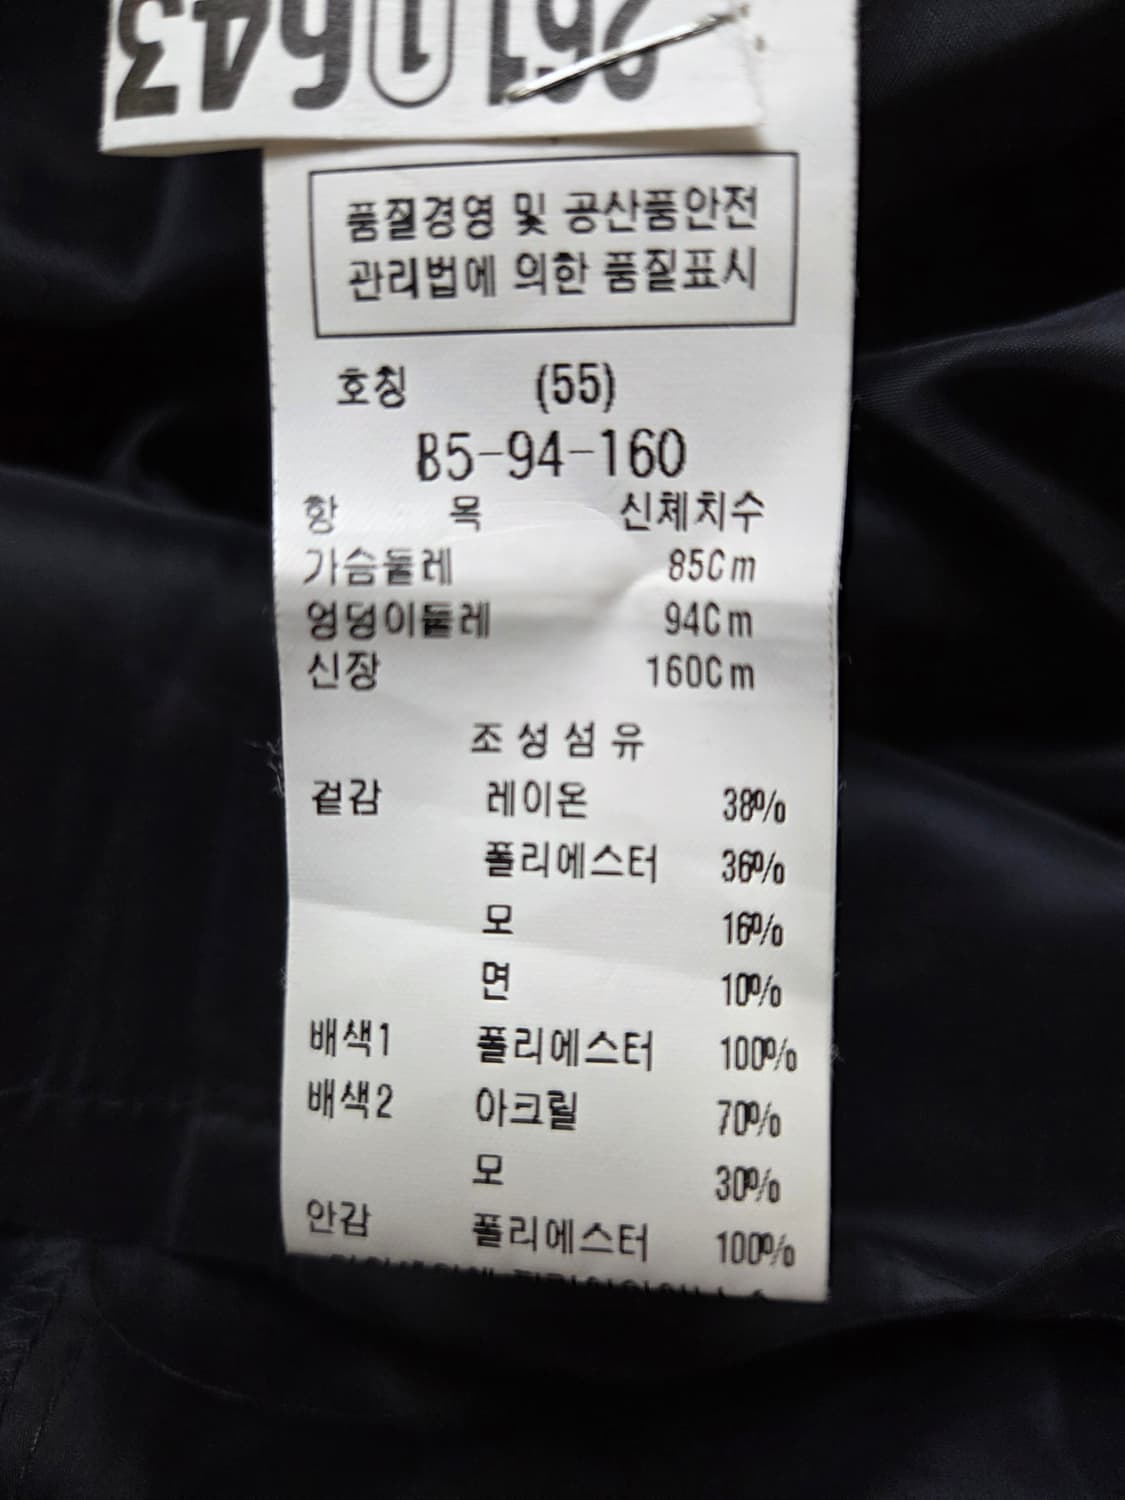 품질경영 및 공산품안전
관리법에 의한 품질표시
호칭 (55)
85-94-160
항 목 신체치수
가슴둘레 85Cm
엉덩이둘레 94Cm
신장 160Cm
조성섬유
겉감 레이온 38%
폴리에스터 36%
모 16%
면 10%
배색1 폴리에스터 100%
배색2 아크릴 70%
모 30%
안감 폴리에스터 100%